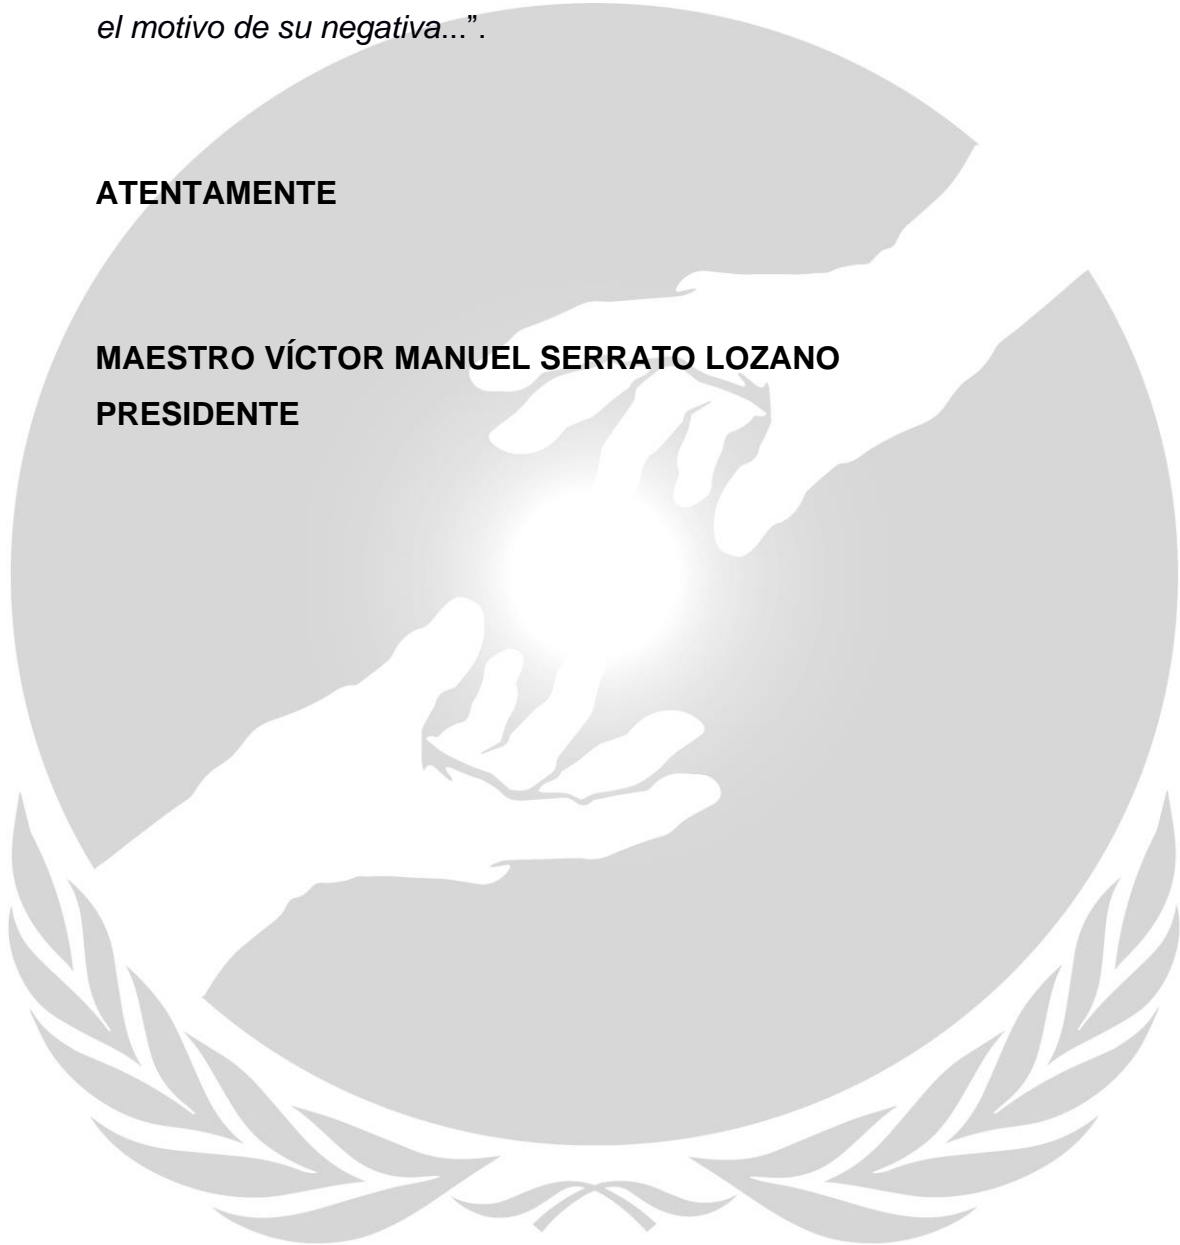 el motivo de su negativa...”.
ATENTAMENTE
MAESTRO VÍCTOR MANUEL SERRATO LOZANO
PRESIDENTE